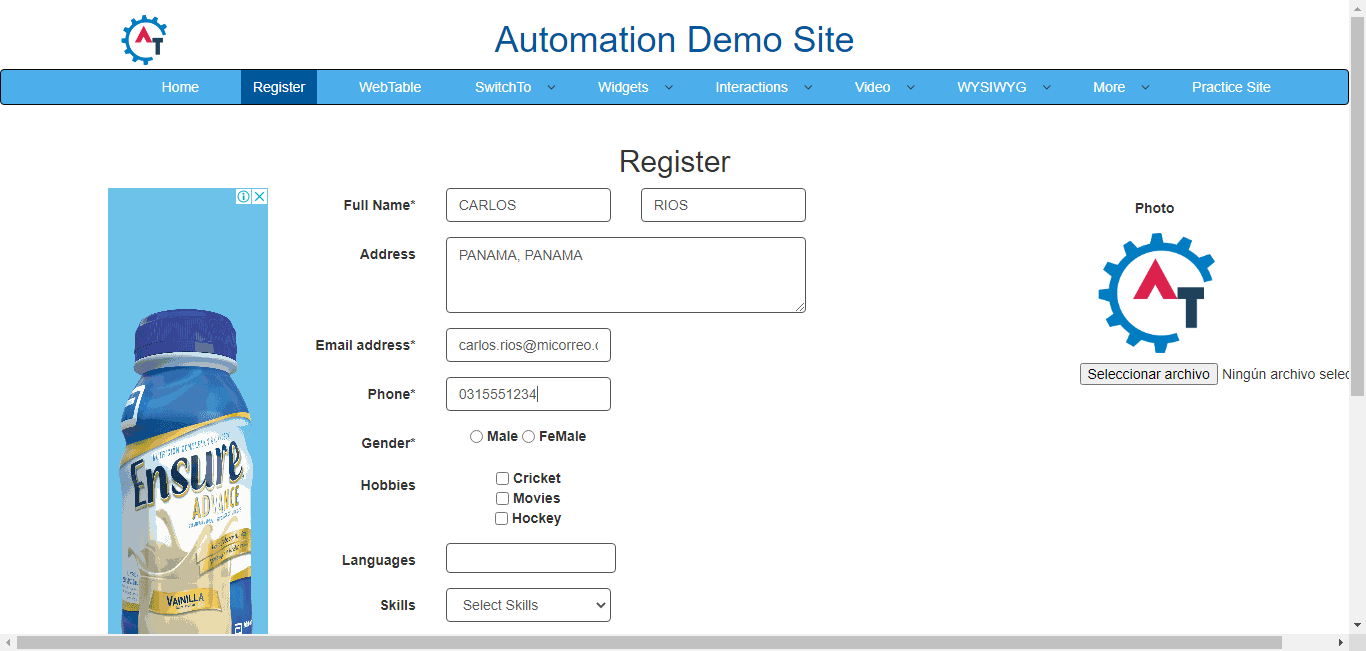 AT
Automation Demo Site
Home Register WebTable SwitchTo Widgets Interactions Video WYSIWYG More Practice Site
Register
Full Name* CARLOS RIOS
Photo
Address PANAMA, PANAMA
AT
Email address* carlos.rios@micorreo.c
Seleccionar archivo Ningún archivo selec
Phone* 0315551234
Gender* Male FeMale
Hobbies Cricket
Movies
Hockey
Languages
Skills Select Skills
Ensure
ADVANCE
VAINILLA